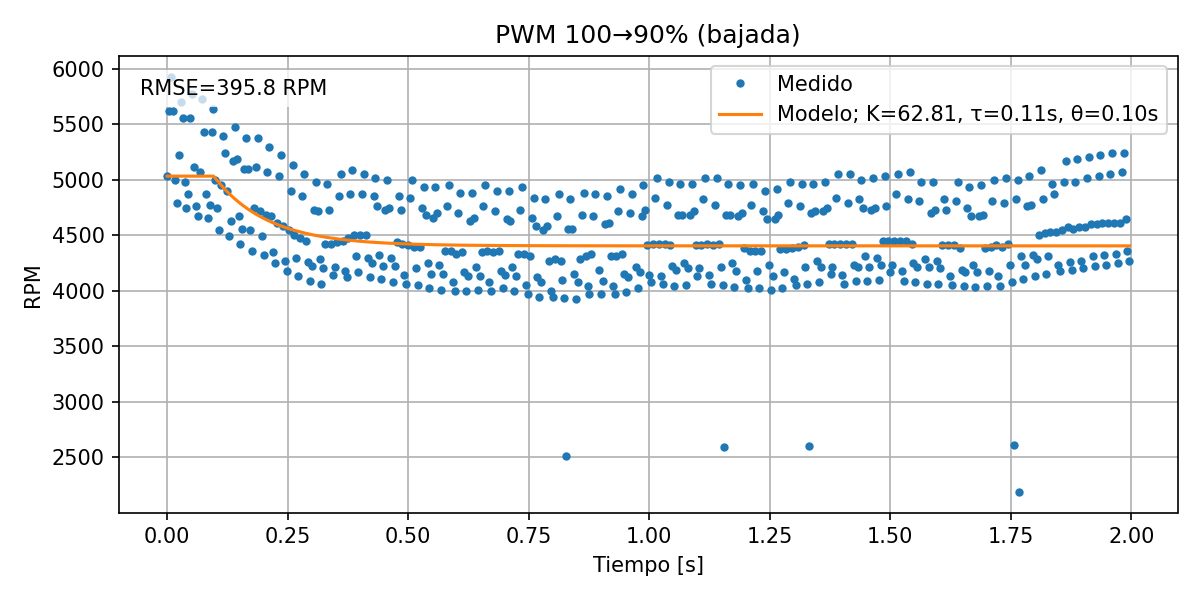 PWM 100→90% (bajada)
RMSE=395.8 RPM
Medido
Modelo; K=62.81, τ=0.11s, θ=0.10s
RPM
6000
5500
5000
4500
4000
3500
3000
2500
0.00 0.25 0.50 0.75 1.00 1.25 1.50 1.75 2.00
Tiempo [s]